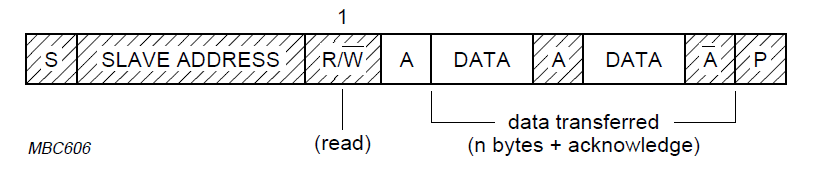 1
S SLAVE ADDRESS R/W̅ A DATA A DATA A̅ P
data transferred
(read) (n bytes + acknowledge)
MBC606